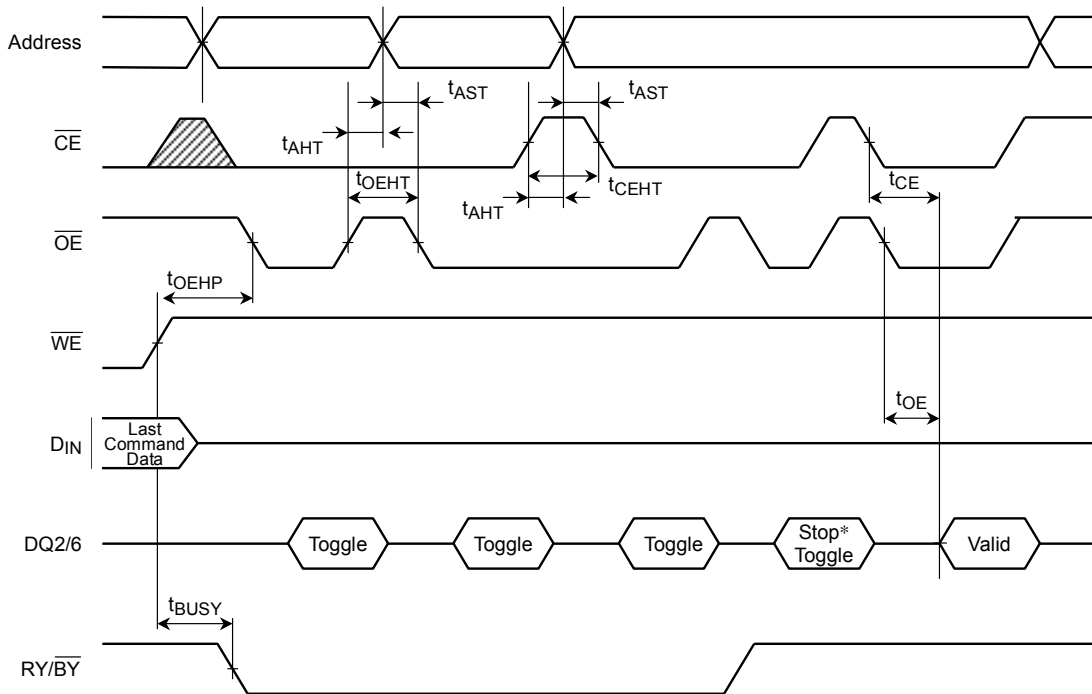 Address
tAST
tAST
CE
tAHT
tOEHT
tCEHT
tAHT
tCE
OE
tOEHP
WE
tOE
DIN
Last
Command
Data
DQ2/6
Toggle
Toggle
Toggle
Stop*
Toggle
Valid
tBUSY
RY/BY